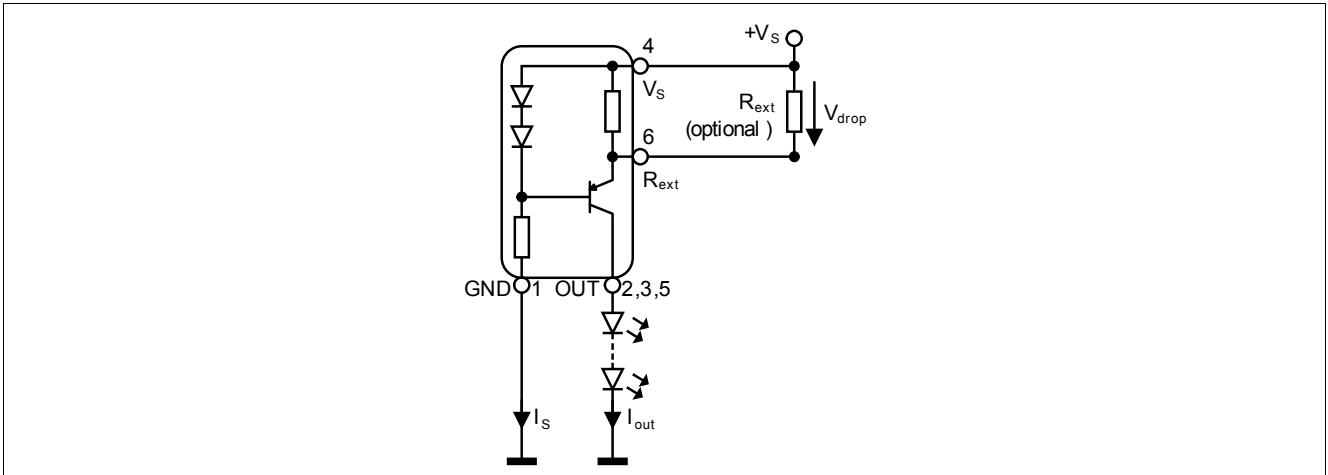 +VS
4
VS
Rext
(optional )
Vdrop
6
Rext
GND 1 OUT 2,3,5
IS
Iout